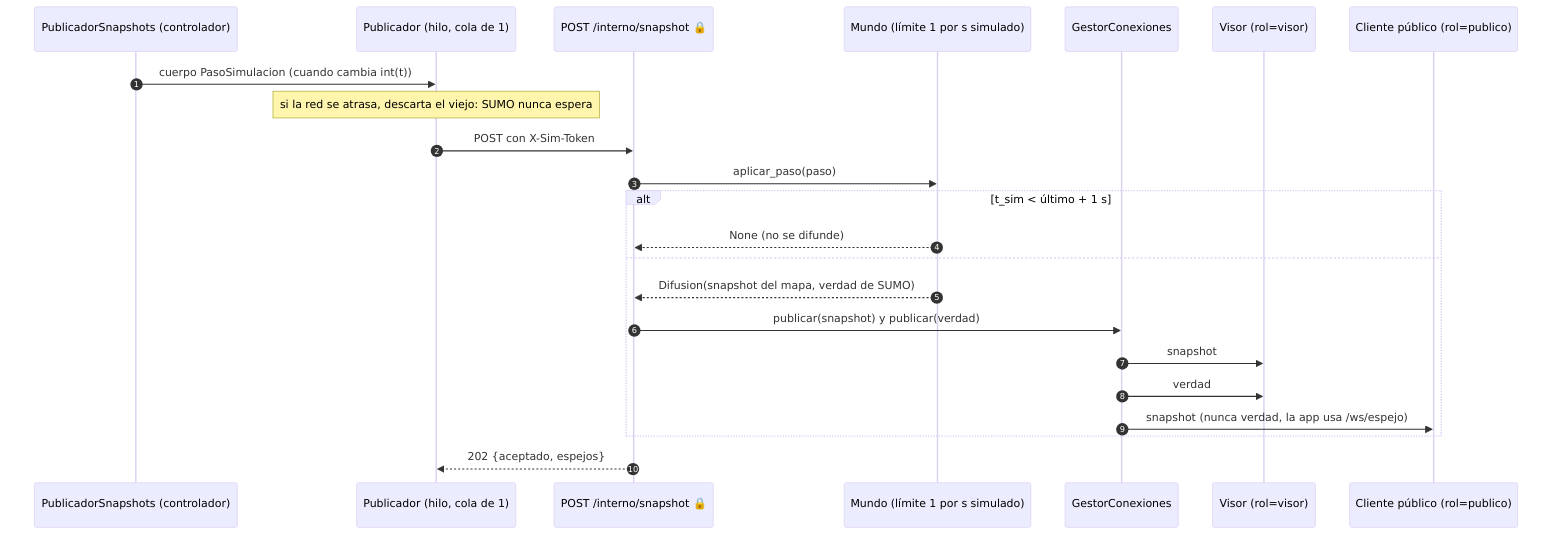 PublicadorSnapshots (controlador)
Publicador (hilo, cola de 1)
POST /interno/snapshot 🔒
Mundo (límite 1 por s simulado)
GestorConexiones
Visor (rol=visor)
Cliente público (rol=publico)
cuerpo PasoSimulacion (cuando cambia int(t))
1
si la red se atrasa, descarta el viejo: SUMO nunca espera
POST con X-Sim-Token
2
aplicar_paso(paso)
3
alt
[t_sim < último + 1 s]
None (no se difunde)
4
Difusion(snapshot del mapa, verdad de SUMO)
5
publicar(snapshot) y publicar(verdad)
6
snapshot
7
verdad
8
snapshot (nunca verdad, la app usa /ws/espejo)
9
202 {aceptado, espejos}
10
PublicadorSnapshots (controlador)
Publicador (hilo, cola de 1)
POST /interno/snapshot 🔒
Mundo (límite 1 por s simulado)
GestorConexiones
Visor (rol=visor)
Cliente público (rol=publico)